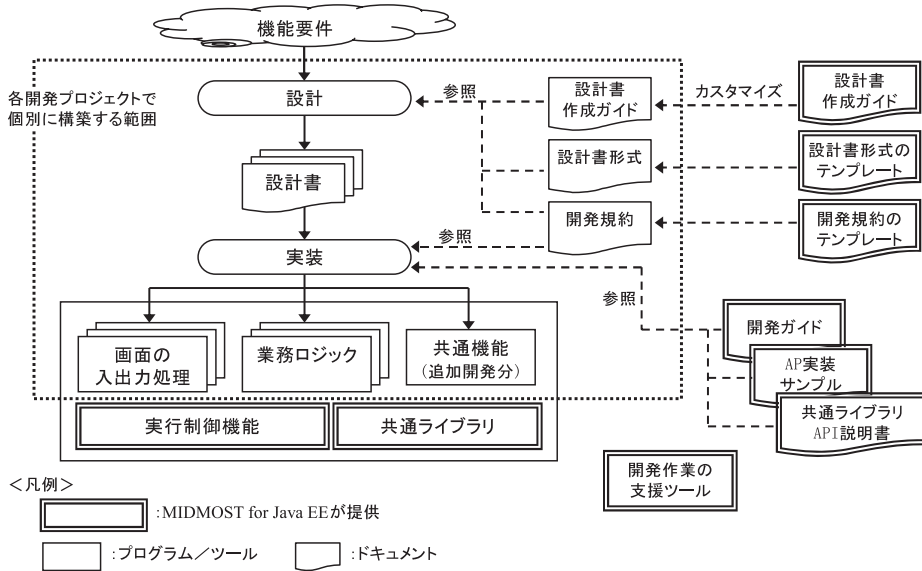 機能要件
各開発プロジェクトで
個別に構築する範囲
設計
参照
設計書
作成ガイド
カスタマイズ
設計書
作成ガイド
設計書
設計書形式
設計書形式の
テンプレート
開発規約
開発規約の
テンプレート
参照
実装
参照
画面の
入出力処理
業務ロジック
共通機能
(追加開発分)
開発ガイド
AP実装
サンプル
共通ライブラリ
API説明書
実行制御機能
共通ライブラリ
開発作業の
支援ツール
<凡例>
:MIDMOST for Java EEが提供
:プログラム/ツール
:ドキュメント